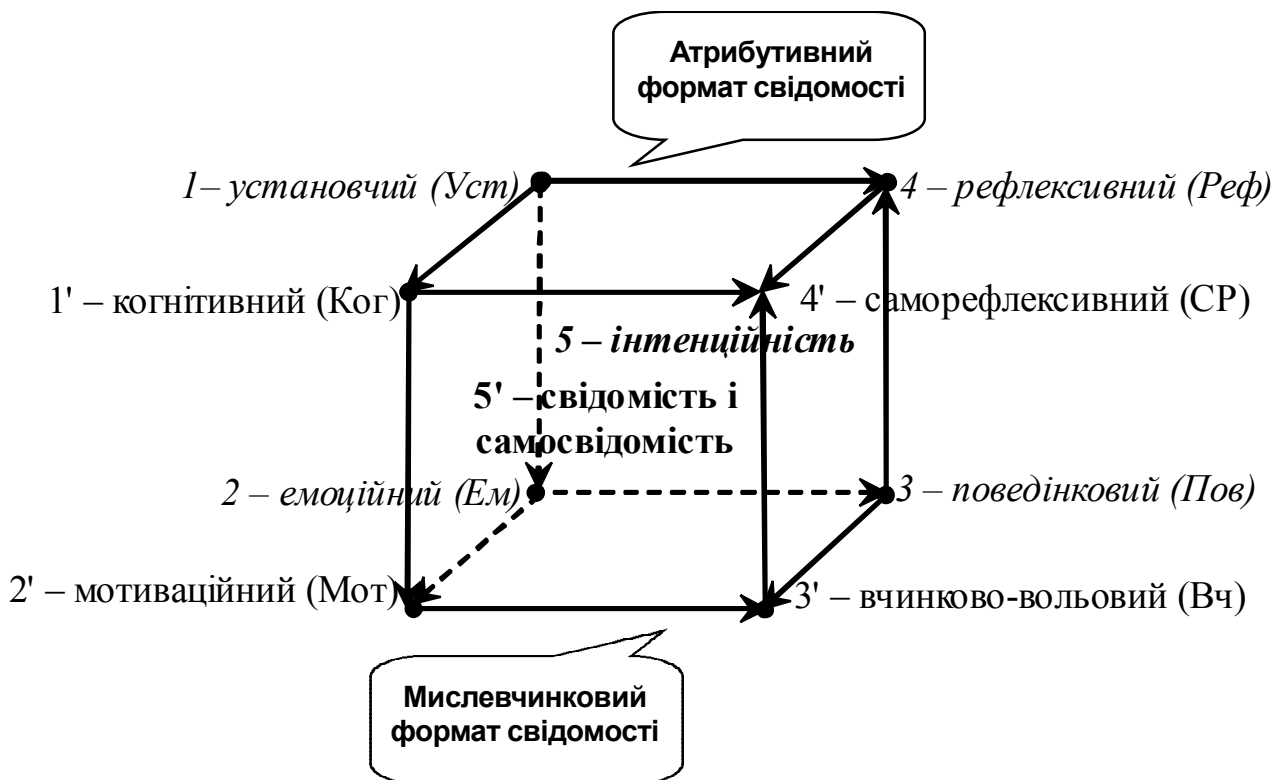 Атрибутивний
формат свідомості
1– установчий (Уст)
4 – рефлексивний (Реф)
1' – когнітивний (Ког)
4' – саморефлексивний (СР)
5 – інтенційність
5' – свідомість і
самосвідомість
2 – емоційний (Ем)
3 – поведінковий (Пов)
2' – мотиваційний (Мот)
3' – вчинково-вольовий (Вч)
Мислевчинковий
формат свідомості